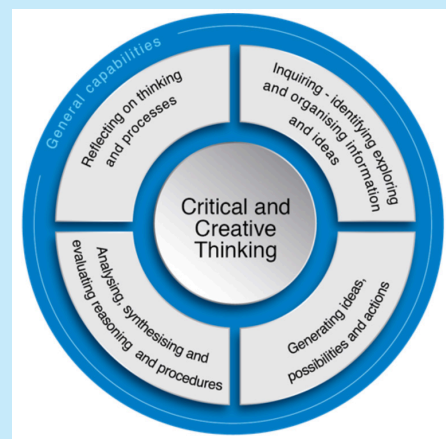 General capabilities
Reflecting on thinking
and processes
Inquiring - identifying exploring
and organising information
and ideas
Critical and
Creative
Thinking
Analysing, synthesising and
evaluating reasoning and procedures
Generating ideas,
possibilities and actions